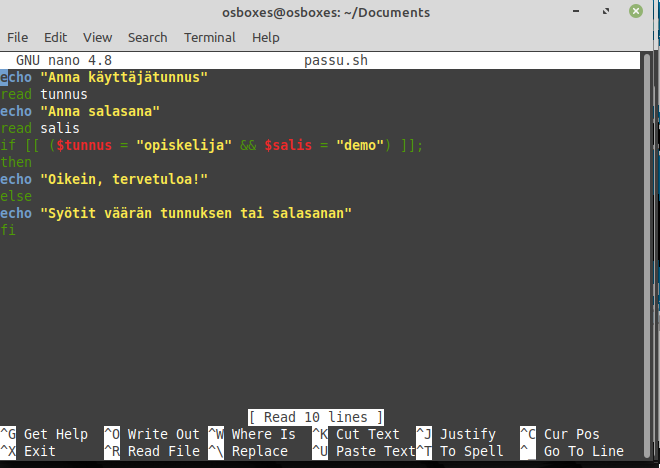 osboxes@osboxes: ~/Documents
File Edit View Search Terminal Help
GNU nano 4.8 passu.sh
echo "Anna käyttäjätunnus"
read tunnus
echo "Anna salasana"
read salis
if [[ ($tunnus = "opiskelija" && $salis = "demo") ]];
then
echo "Oikein, tervetuloa!"
else
echo "Syötit väärän tunnuksen tai salasanan"
fi
[ Read 10 lines ]
^G Get Help ^O Write Out ^W Where Is ^K Cut Text ^J Justify ^C Cur Pos
^X Exit ^R Read File ^\ Replace ^U Paste Text ^T To Spell ^_ Go To Line